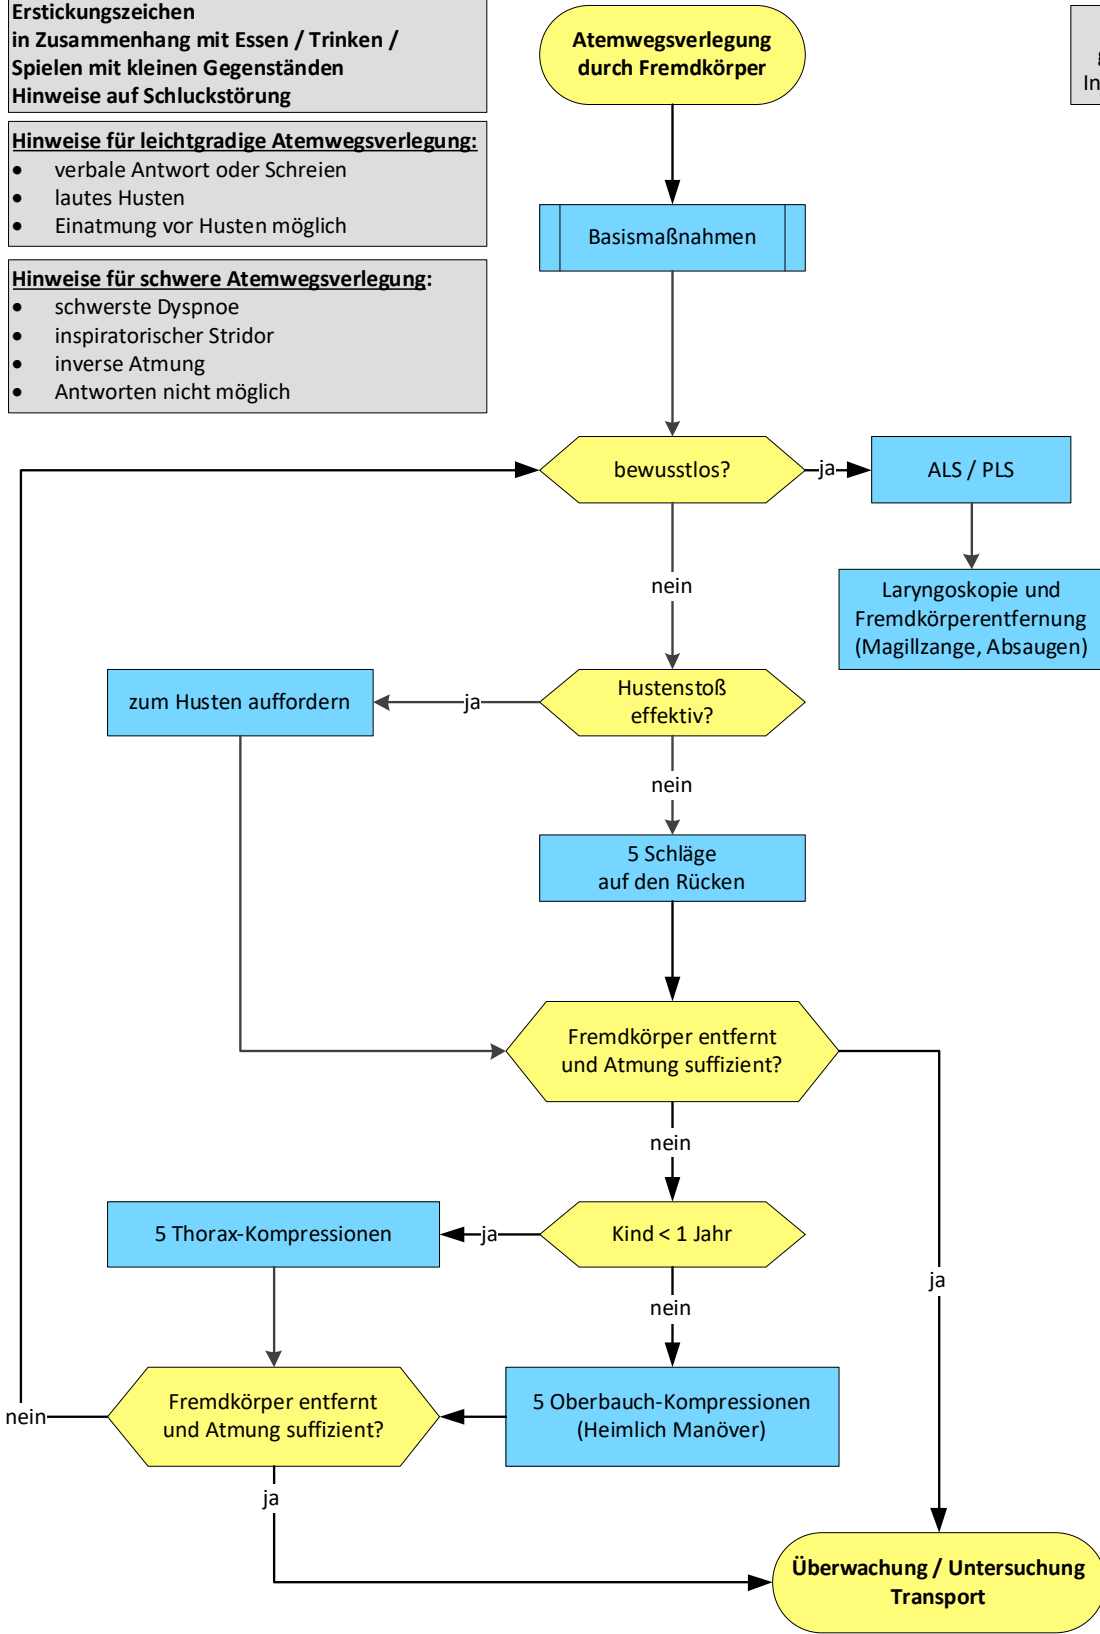 Erstickungszeichen
in Zusammenhang mit Essen / Trinken /
Spielen mit kleinen Gegenständen
Hinweise auf Schluckstörung
Hinweise für leichtgradige Atemwegsverlegung:
• verbale Antwort oder Schreien
• lautes Husten
• Einatmung vor Husten möglich
Hinweise für schwere Atemwegsverlegung:
• schwerste Dyspnoe
• inspiratorischer Stridor
• inverse Atmung
• Antworten nicht möglich
Atemwegsverlegung
durch Fremdkörper
Basismaßnahmen
bewusstlos?
ja
ALS / PLS
Laryngoskopie und
Fremdkörperentfernung
(Magillzange, Absaugen)
nein
Hustenstoß
effektiv?
ja
zum Husten auffordern
nein
5 Schläge
auf den Rücken
Fremdkörper entfernt
und Atmung suffizient?
nein
ja
Kind < 1 Jahr
ja
5 Thorax-Kompressionen
nein
5 Oberbauch-Kompressionen
(Heimlich Manöver)
Fremdkörper entfernt
und Atmung suffizient?
nein
ja
Überwachung / Untersuchung
Transport